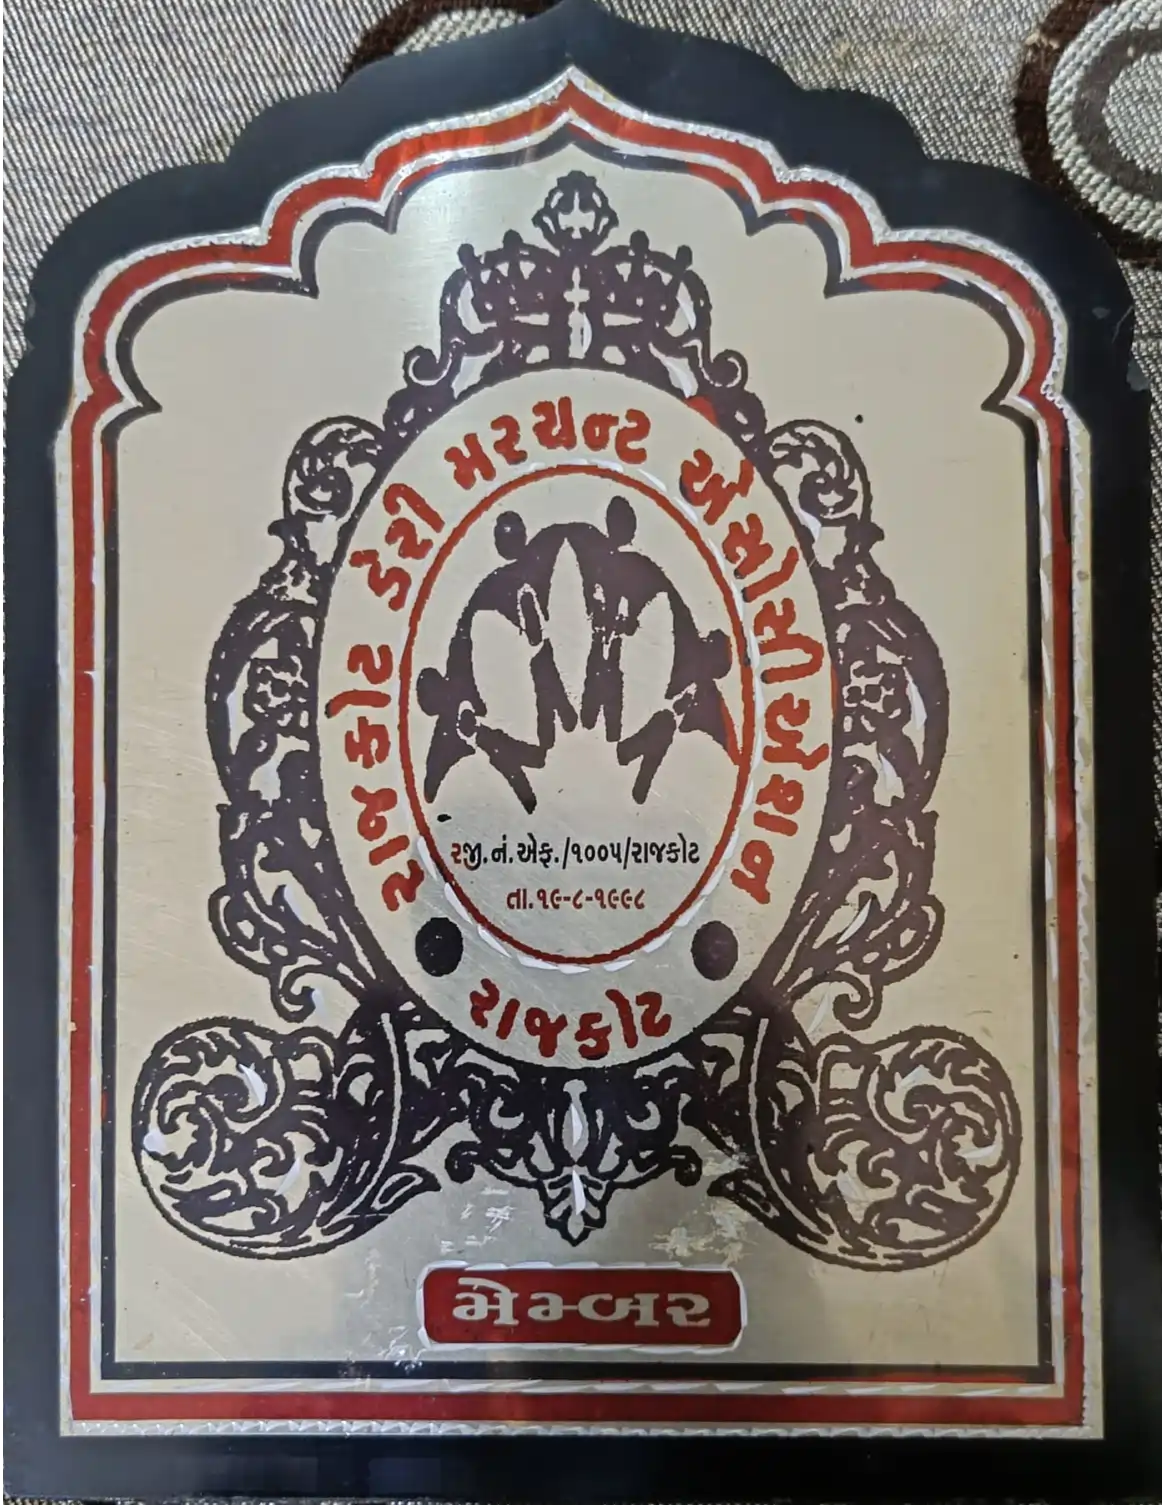 રાજકોટ ડેરી મરચન્ટ એસોસીએશન
રજી.નં.એફ./૧૦૦૫/રાજકોટ
તા.૧૯-૮-૧૯૯૮
રાજકોટ
મેમ્બર